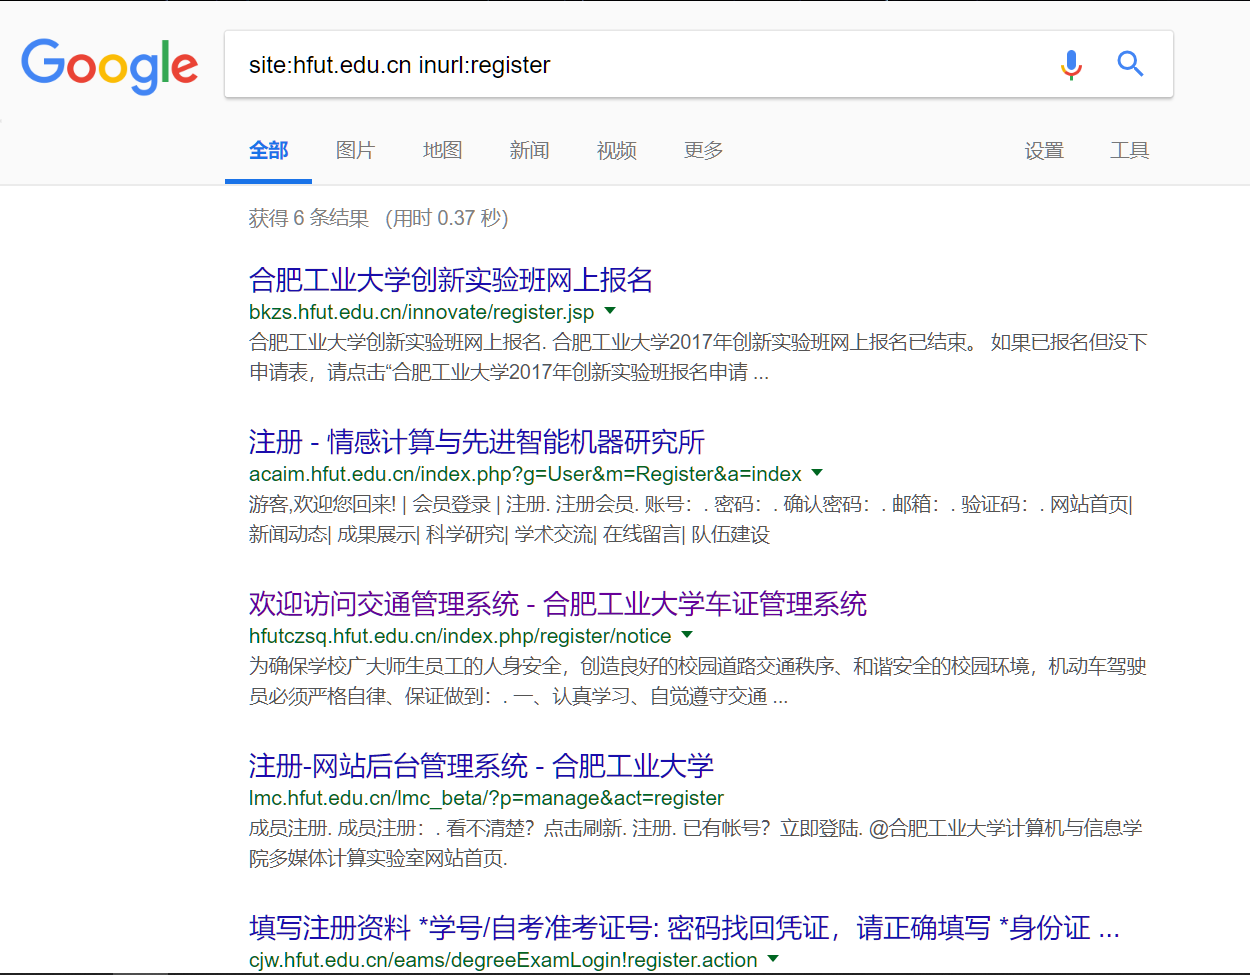 Google
site:hfut.edu.cn inurl:register
全部 图片 地图 新闻 视频 更多 设置 工具
获得 6 条结果 （用时 0.37 秒）
合肥工业大学创新实验班网上报名
bkzs.hfut.edu.cn/innovate/register.jsp
合肥工业大学创新实验班网上报名. 合肥工业大学2017年创新实验班网上报名已结束。 如果已报名但没下
申请表，请点击“合肥工业大学2017年创新实验班报名申请 ...
注册 - 情感计算与先进智能机器研究所
acaim.hfut.edu.cn/index.php?g=User&m=Register&a=index
游客,欢迎您回来! | 会员登录 | 注册. 注册会员. 账号：. 密码：. 确认密码：. 邮箱：. 验证码：. 网站首页|
新闻动态| 成果展示| 科学研究| 学术交流| 在线留言| 队伍建设
欢迎访问交通管理系统 - 合肥工业大学车证管理系统
hfutczsq.hfut.edu.cn/index.php/register/notice
为确保学校广大师生员工的人身安全，创造良好的校园道路交通秩序、和谐安全的校园环境，机动车驾驶
员必须严格自律、保证做到：. 一、认真学习、自觉遵守交通 ...
注册-网站后台管理系统 - 合肥工业大学
lmc.hfut.edu.cn/lmc_beta/?p=manage&act=register
成员注册. 成员注册：. 看不清楚？点击刷新. 注册. 已有帐号？立即登陆. @合肥工业大学计算机与信息学
院多媒体计算实验室网站首页.
填写注册资料 *学号/自考准考证号: 密码找回凭证，请正确填写 *身份证 ...
cjw.hfut.edu.cn/eams/degreeExamLogin!register.action